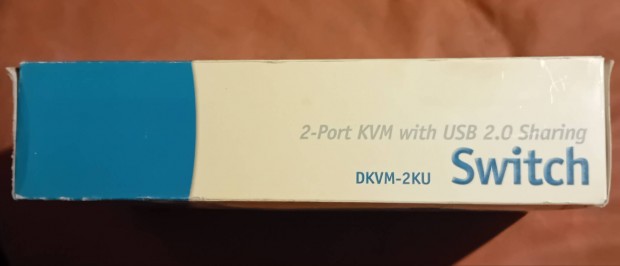 2-Port KVM with USB 2.0 Sharing
DKVM-2KU Switch